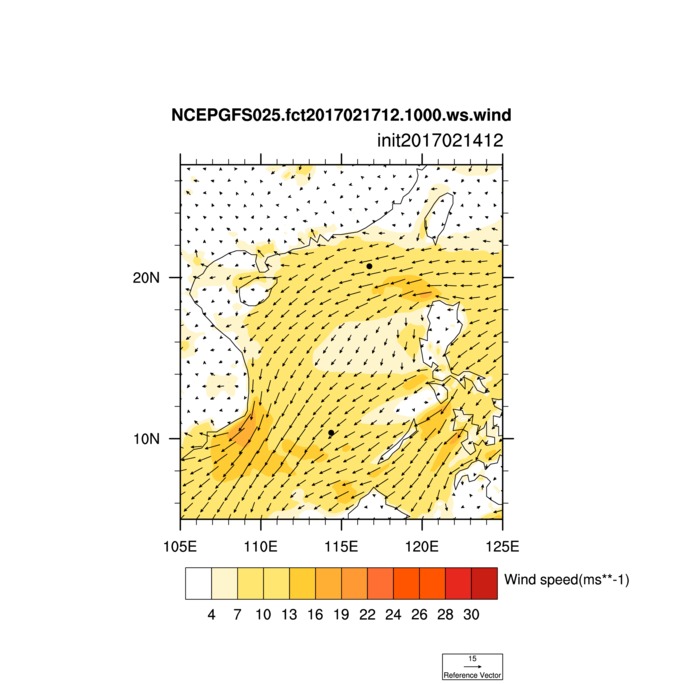 NCEPGFS025.fct2017021712.1000.ws.wind
init2017021412
20N
10N
105E 110E 115E 120E 125E
Wind speed(ms**-1)
4 7 10 13 16 19 22 24 26 28 30
15
Reference Vector